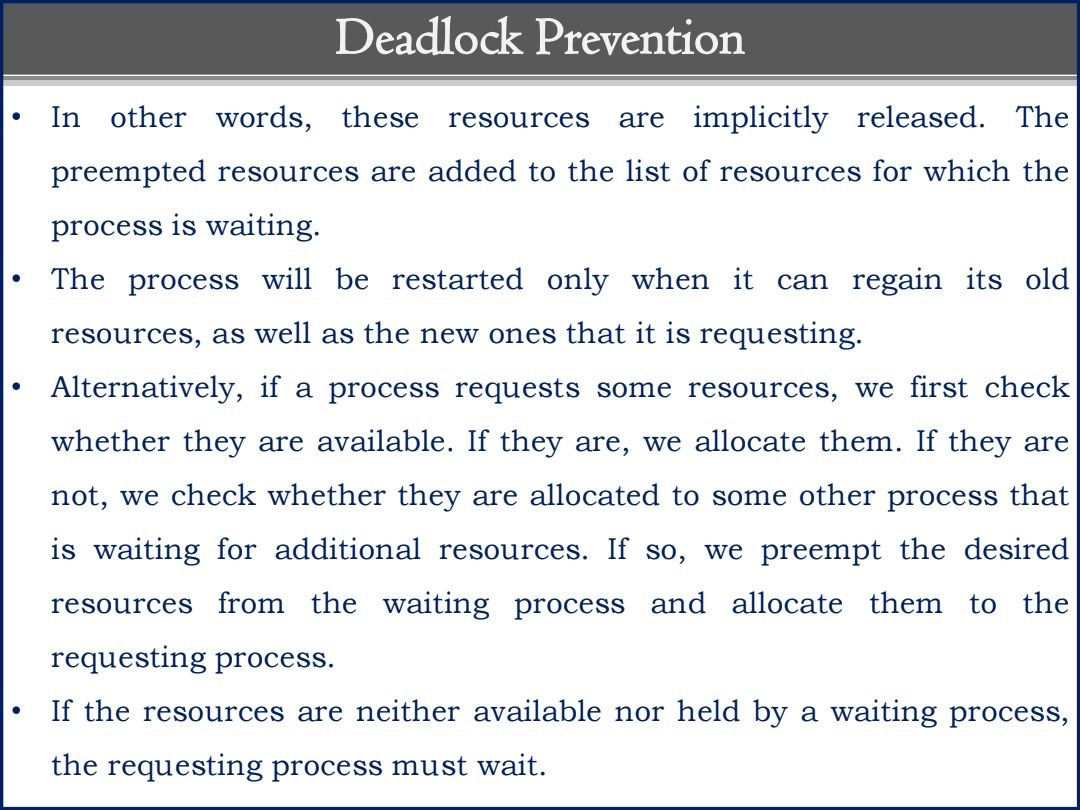 Deadlock Prevention
• In other words, these resources are implicitly released. The
preempted resources are added to the list of resources for which the
process is waiting.
• The process will be restarted only when it can regain its old
resources, as well as the new ones that it is requesting.
• Alternatively, if a process requests some resources, we first check
whether they are available. If they are, we allocate them. If they are
not, we check whether they are allocated to some other process that
is waiting for additional resources. If so, we preempt the desired
resources from the waiting process and allocate them to the
requesting process.
• If the resources are neither available nor held by a waiting process,
the requesting process must wait.